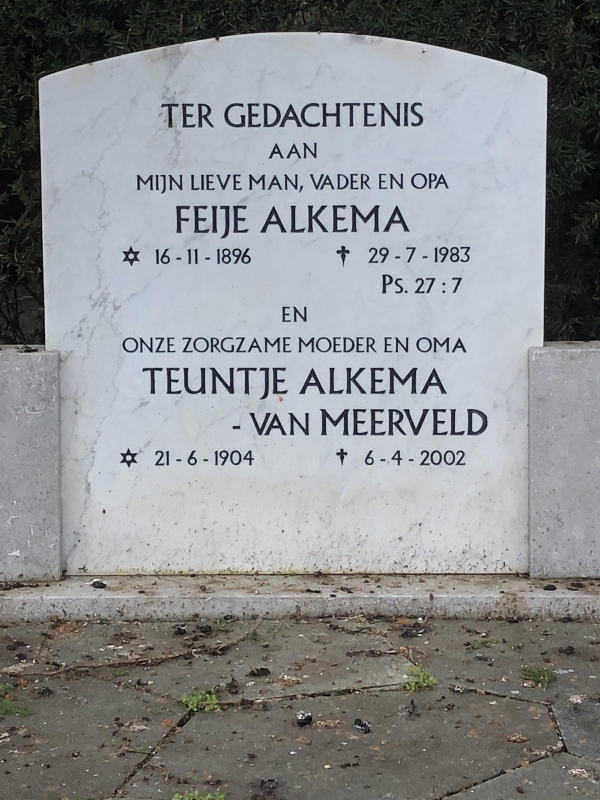 TER GEDACHTENIS
AAN
MIJN LIEVE MAN, VADER EN OPA
FEIJE ALKEMA
✡ 16-11-1896 ✝ 29-7-1983
PS. 27:7
EN
ONZE ZORGZAME MOEDER EN OMA
TEUNTJE ALKEMA
- VAN MEERVELD
✡ 21-6-1904 ✝ 6-4-2002